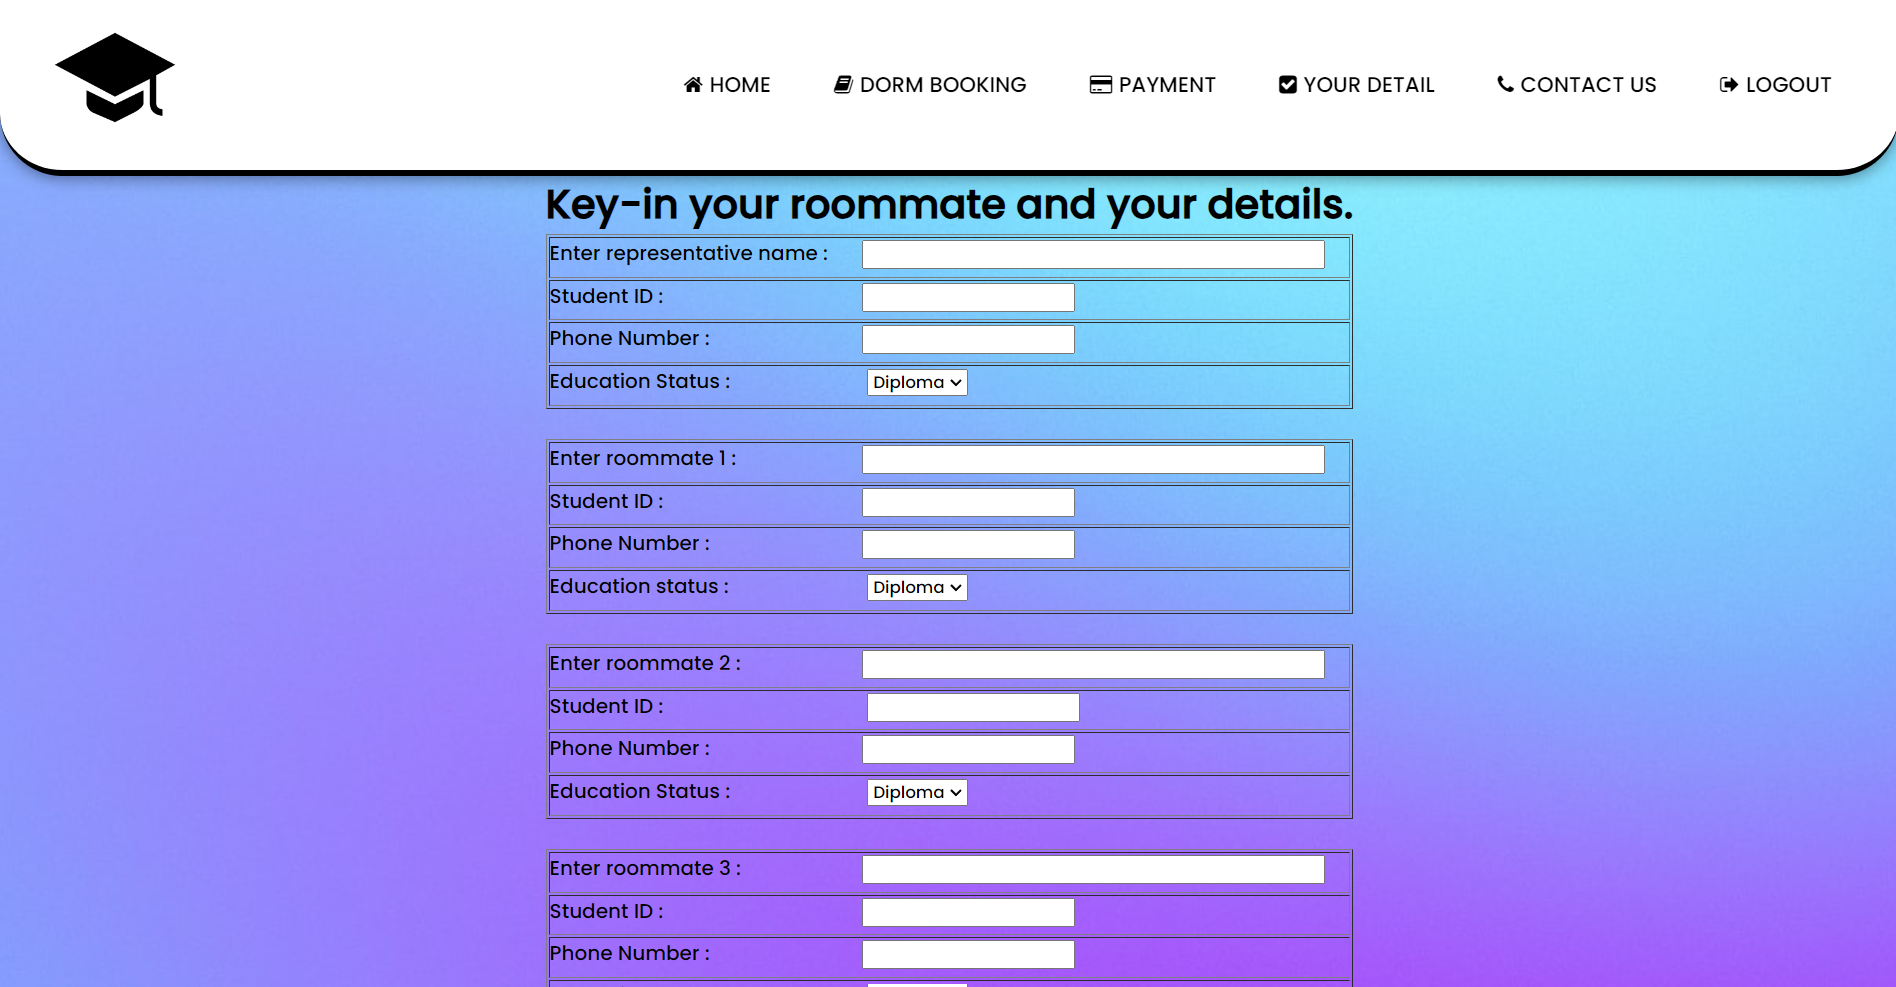 HOME DORM BOOKING PAYMENT YOUR DETAIL CONTACT US LOGOUT
Key-in your roommate and your details.
Enter representative name :
Student ID :
Phone Number :
Education Status : Diploma
Enter roommate 1 :
Student ID :
Phone Number :
Education status : Diploma
Enter roommate 2 :
Student ID :
Phone Number :
Education Status : Diploma
Enter roommate 3 :
Student ID :
Phone Number :